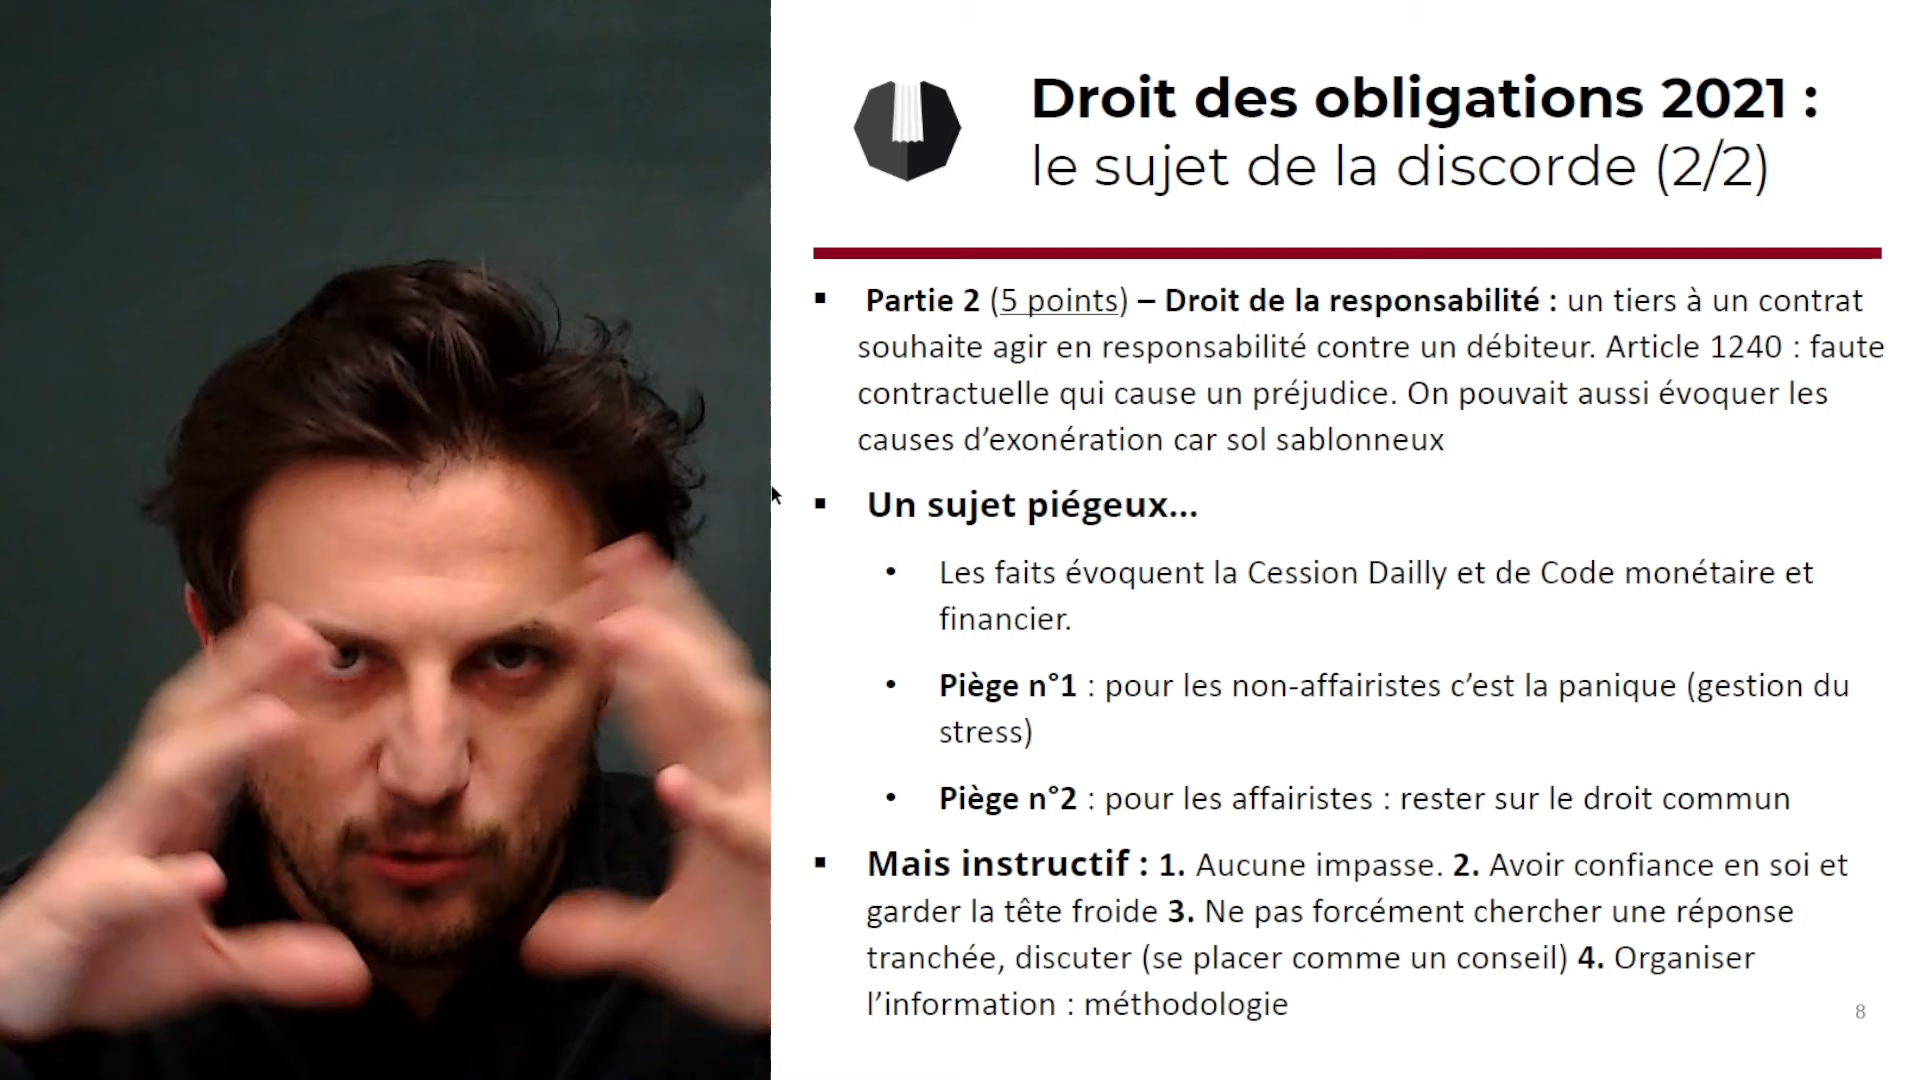 Droit des obligations 2021 :
le sujet de la discorde (2/2)
▪ Partie 2 (5 points) – Droit de la responsabilité : un tiers à un contrat
souhaite agir en responsabilité contre un débiteur. Article 1240 : faute
contractuelle qui cause un préjudice. On pouvait aussi évoquer les
causes d’exonération car sol sablonneux
▪ Un sujet piégeux...
• Les faits évoquent la Cession Dailly et de Code monétaire et
financier.
• Piège n°1 : pour les non-affairistes c’est la panique (gestion du
stress)
• Piège n°2 : pour les affairistes : rester sur le droit commun
▪ Mais instructif : 1. Aucune impasse. 2. Avoir confiance en soi et
garder la tête froide 3. Ne pas forcément chercher une réponse
tranchée, discuter (se placer comme un conseil) 4. Organiser
l’information : méthodologie
8